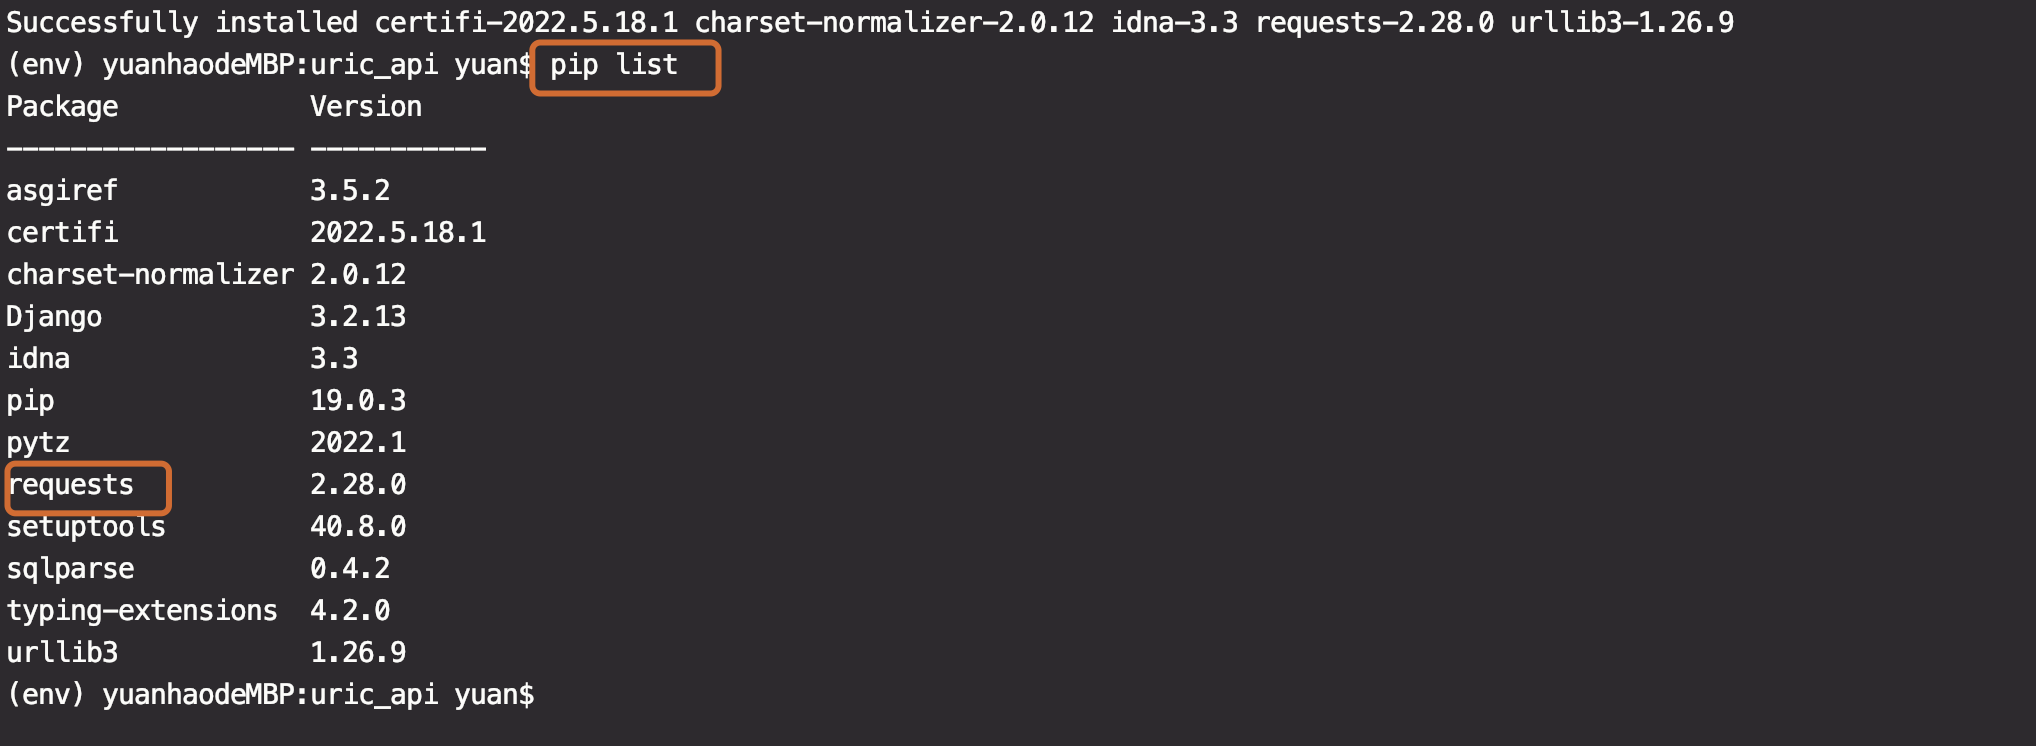 Successfully installed certifi-2022.5.18.1 charset-normalizer-2.0.12 idna-3.3 requests-2.28.0 urllib3-1.26.9
(env) yuanhaodeMBP:uric_api yuan$ pip list
Package            Version
------------------ -----------
asgiref            3.5.2
certifi            2022.5.18.1
charset-normalizer 2.0.12
Django             3.2.13
idna               3.3
pip                19.0.3
pytz               2022.1
requests           2.28.0
setuptools         40.8.0
sqlparse           0.4.2
typing-extensions  4.2.0
urllib3            1.26.9
(env) yuanhaodeMBP:uric_api yuan$